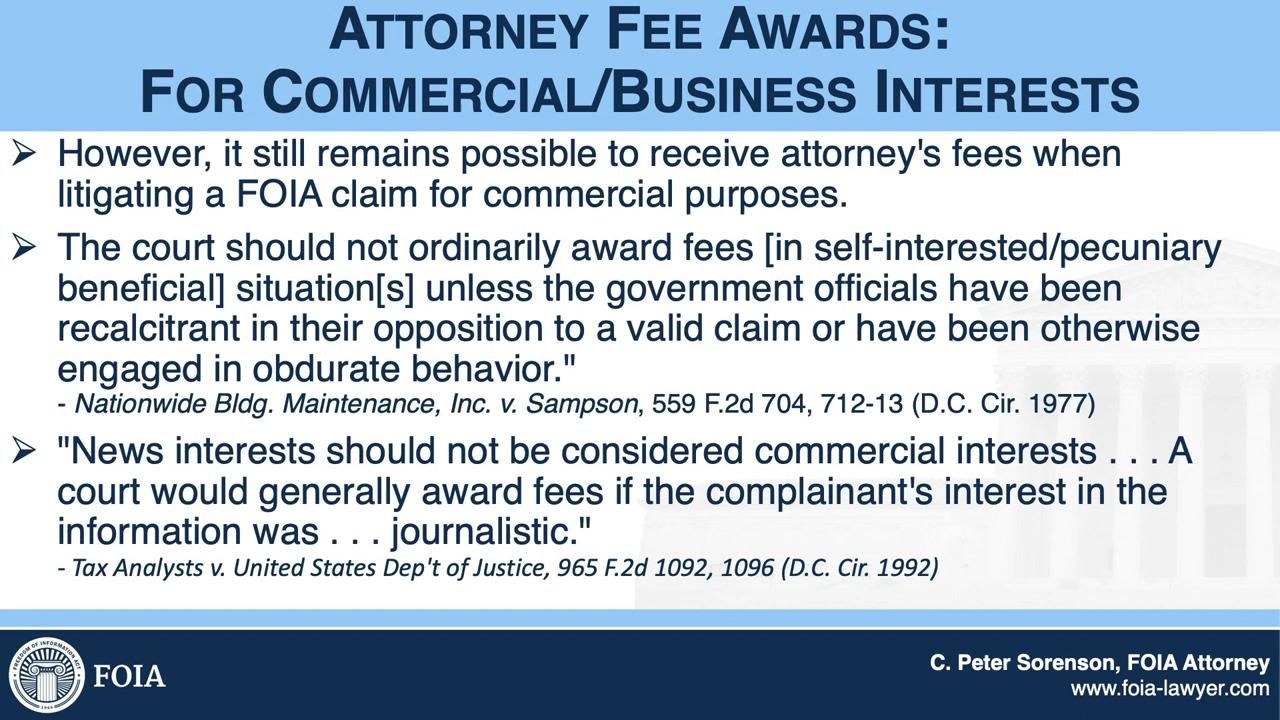 ATTORNEY FEE AWARDS:
FOR COMMERCIAL/BUSINESS INTERESTS
➢ However, it still remains possible to receive attorney's fees when
litigating a FOIA claim for commercial purposes.
➢ The court should not ordinarily award fees [in self-interested/pecuniary
beneficial] situation[s] unless the government officials have been
recalcitrant in their opposition to a valid claim or have been otherwise
engaged in obdurate behavior."
- Nationwide Bldg. Maintenance, Inc. v. Sampson, 559 F.2d 704, 712-13 (D.C. Cir. 1977)
➢ "News interests should not be considered commercial interests . . . A
court would generally award fees if the complainant's interest in the
information was . . . journalistic."
- Tax Analysts v. United States Dep't of Justice, 965 F.2d 1092, 1096 (D.C. Cir. 1992)
FREEDOM OF INFORMATION ACT
1966
FOIA
C. Peter Sorenson, FOIA Attorney
www.foia-lawyer.com